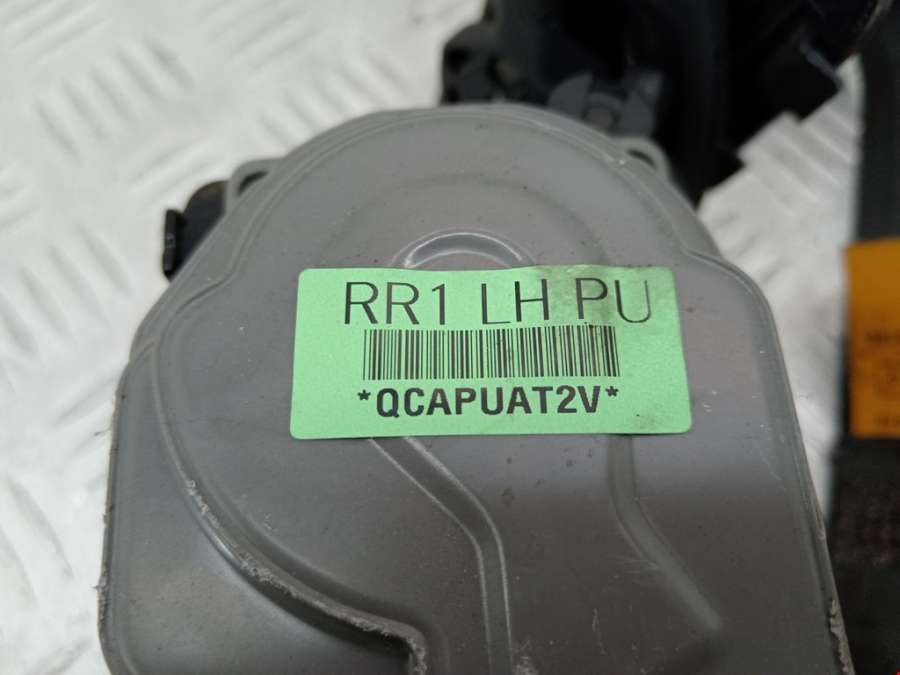 RR1 LH PU
*QCAPUAT2V*